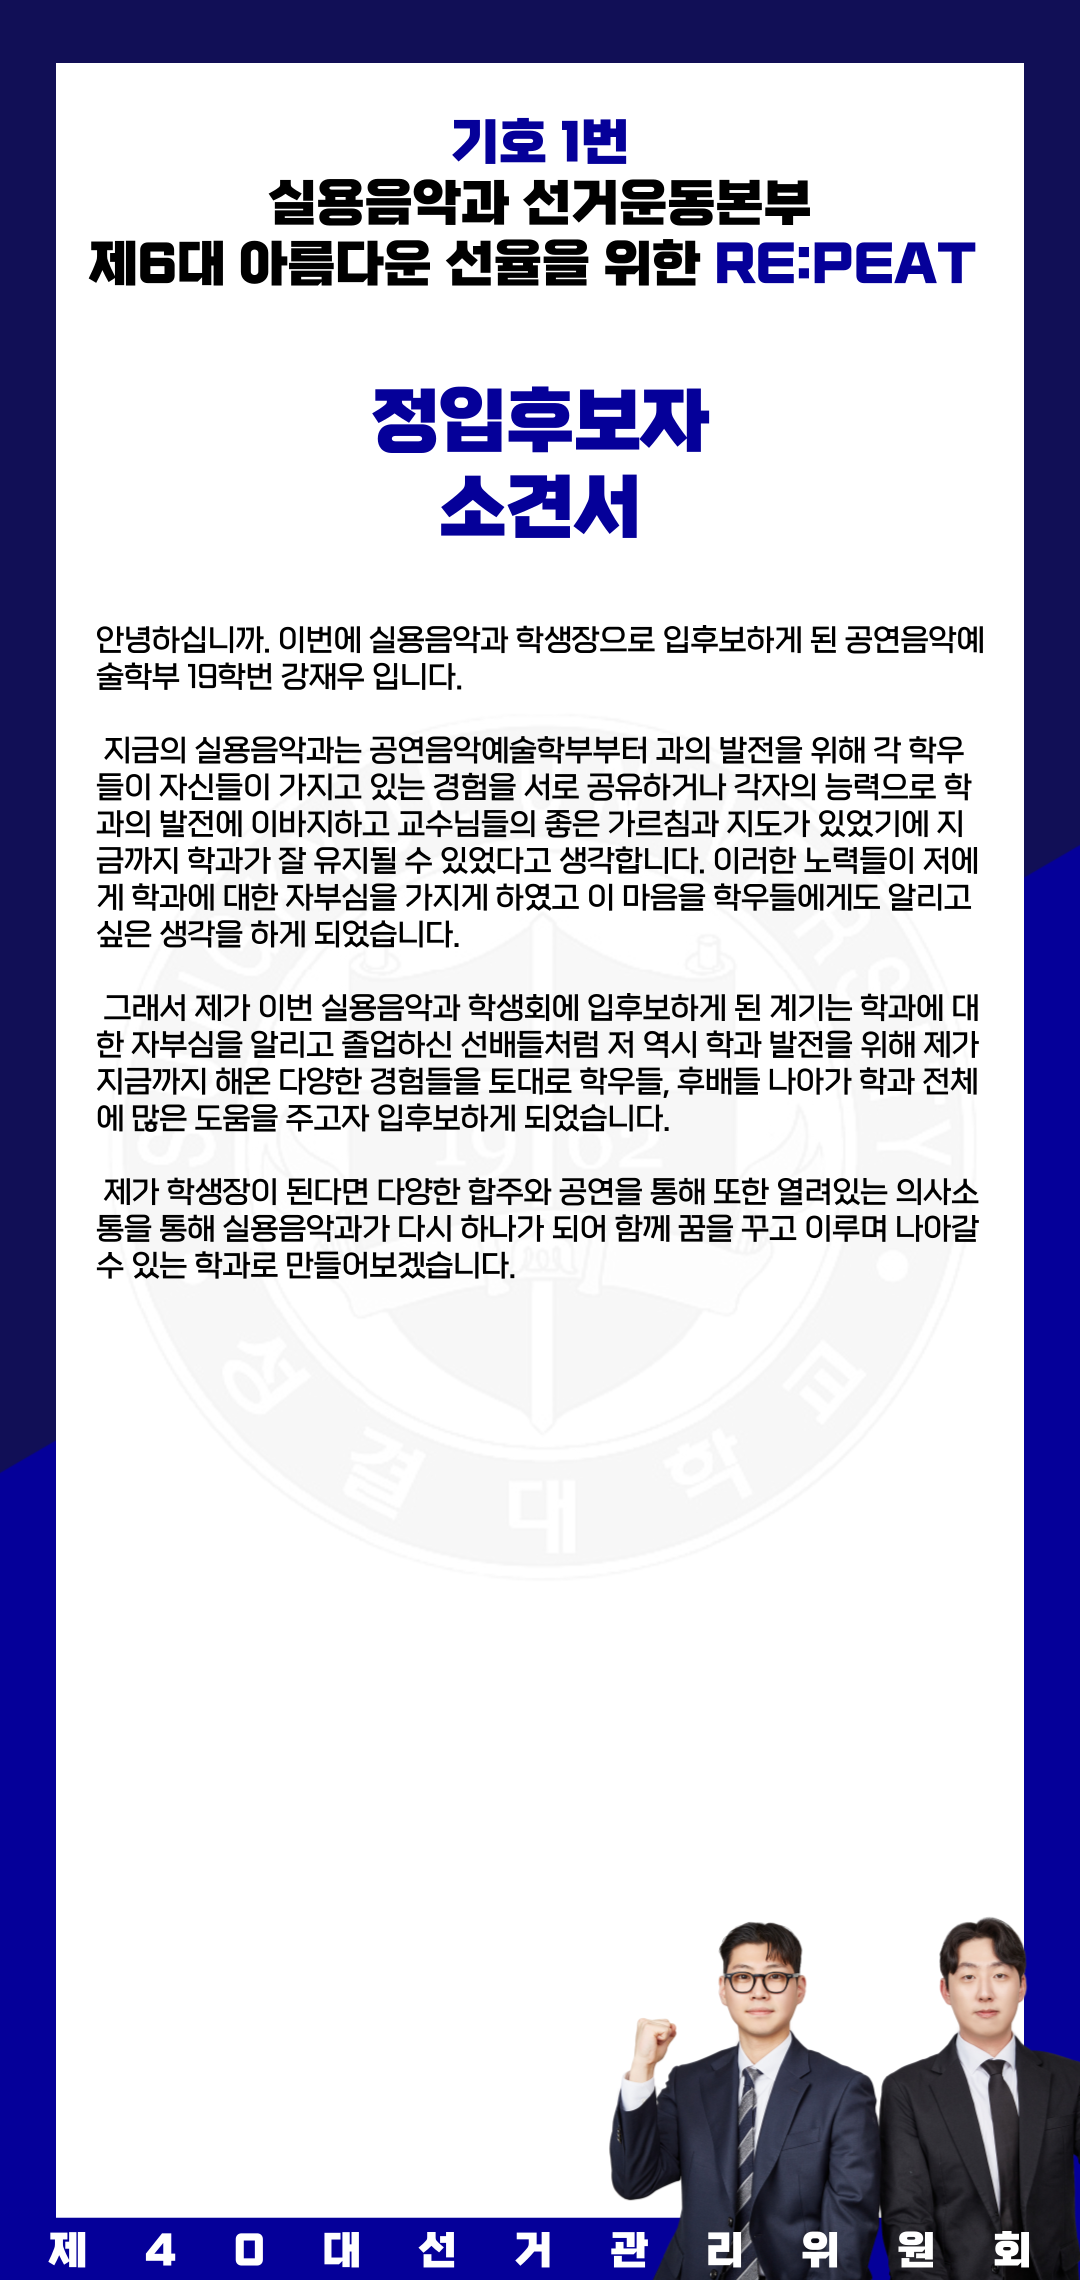 기호 1번
실용음악과 선거운동본부
제6대 아름다운 선율을 위한 RE:PEAT
정입후보자
소견서
안녕하십니까. 이번에 실용음악과 학생장으로 입후보하게 된 공연음악예
술학부 19학번 강재우 입니다.
지금의 실용음악과는 공연음악예술학부부터 과의 발전을 위해 각 학우
들이 자신들이 가지고 있는 경험을 서로 공유하거나 각자의 능력으로 학
과의 발전에 이바지하고 교수님들의 좋은 가르침과 지도가 있었기에 지
금까지 학과가 잘 유지될 수 있었다고 생각합니다. 이러한 노력들이 저에
게 학과에 대한 자부심을 가지게 하였고 이 마음을 학우들에게도 알리고
싶은 생각을 하게 되었습니다.
그래서 제가 이번 실용음악과 학생회에 입후보하게 된 계기는 학과에 대
한 자부심을 알리고 졸업하신 선배들처럼 저 역시 학과 발전을 위해 제가
지금까지 해온 다양한 경험들을 토대로 학우들, 후배들 나아가 학과 전체
에 많은 도움을 주고자 입후보하게 되었습니다.
제가 학생장이 된다면 다양한 합주와 공연을 통해 또한 열려있는 의사소
통을 통해 실용음악과가 다시 하나가 되어 함께 꿈을 꾸고 이루며 나아갈
수 있는 학과로 만들어보겠습니다.
1962
성결대학교
제40대선거관리위원회